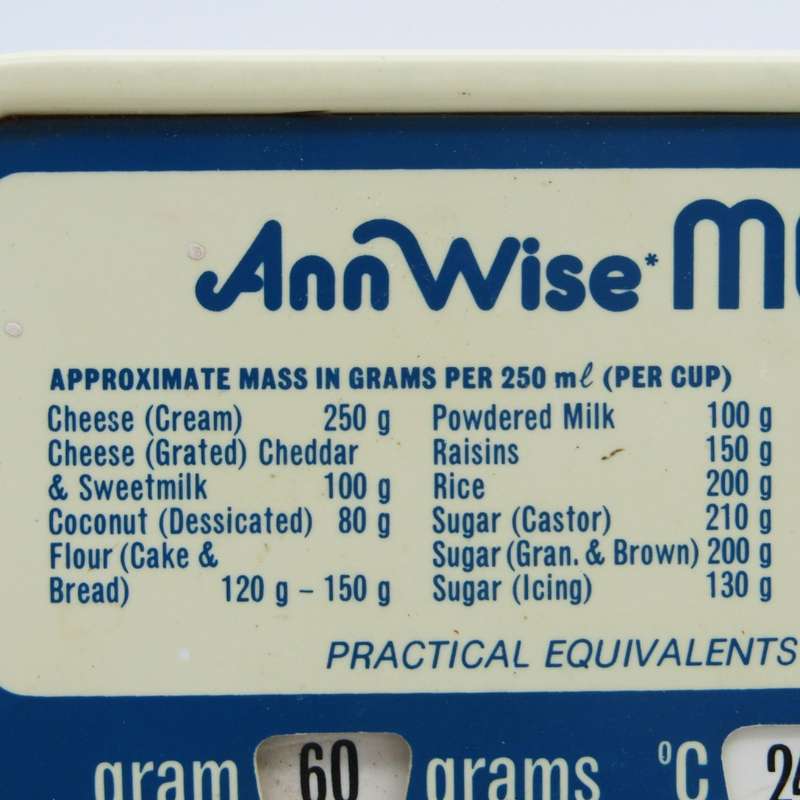 Ann Wise*
APPROXIMATE MASS IN GRAMS PER 250 ml (PER CUP)
Cheese (Cream) 250 g
Cheese (Grated) Cheddar
& Sweetmilk 100 g
Coconut (Dessicated) 80 g
Flour (Cake &
Bread) 120 g – 150 g
Powdered Milk 100 g
Raisins 150 g
Rice 200 g
Sugar (Castor) 210 g
Sugar (Gran. & Brown) 200 g
Sugar (Icing) 130 g
PRACTICAL EQUIVALENTS
gram 60 grams °C